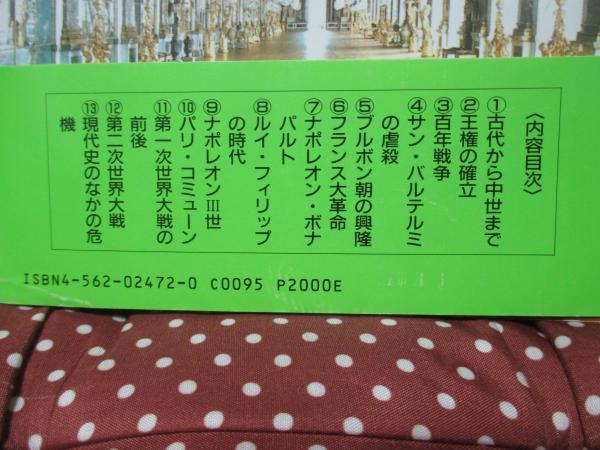 〈内容目次〉
①古代から中世まで
②王権の確立
③百年戦争
④サン・バルテルミ
の虐殺
⑤ブルボン朝の興隆
⑥フランス大革命
⑦ナポレオン・ボナ
パルト
⑧ルイ・フィリップ
の時代
⑨ナポレオンⅢ世
⑩パリ・コミューン
⑪第一次世界大戦の
前後
⑫第二次世界大戦
⑬現代史のなかの危
機
ISBN4-562-02472-0 C0095 P2000E